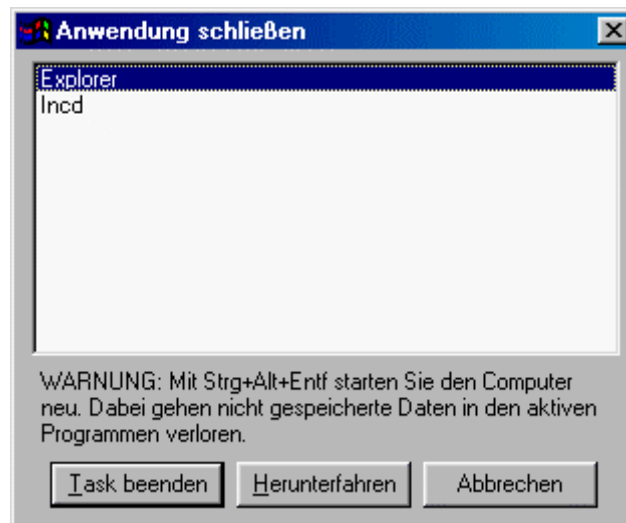 Anwendung schließen
Explorer
Incd
WARNUNG: Mit Strg+Alt+Entf starten Sie den Computer
neu. Dabei gehen nicht gespeicherte Daten in den aktiven
Programmen verloren.
Task beenden Herunterfahren Abbrechen